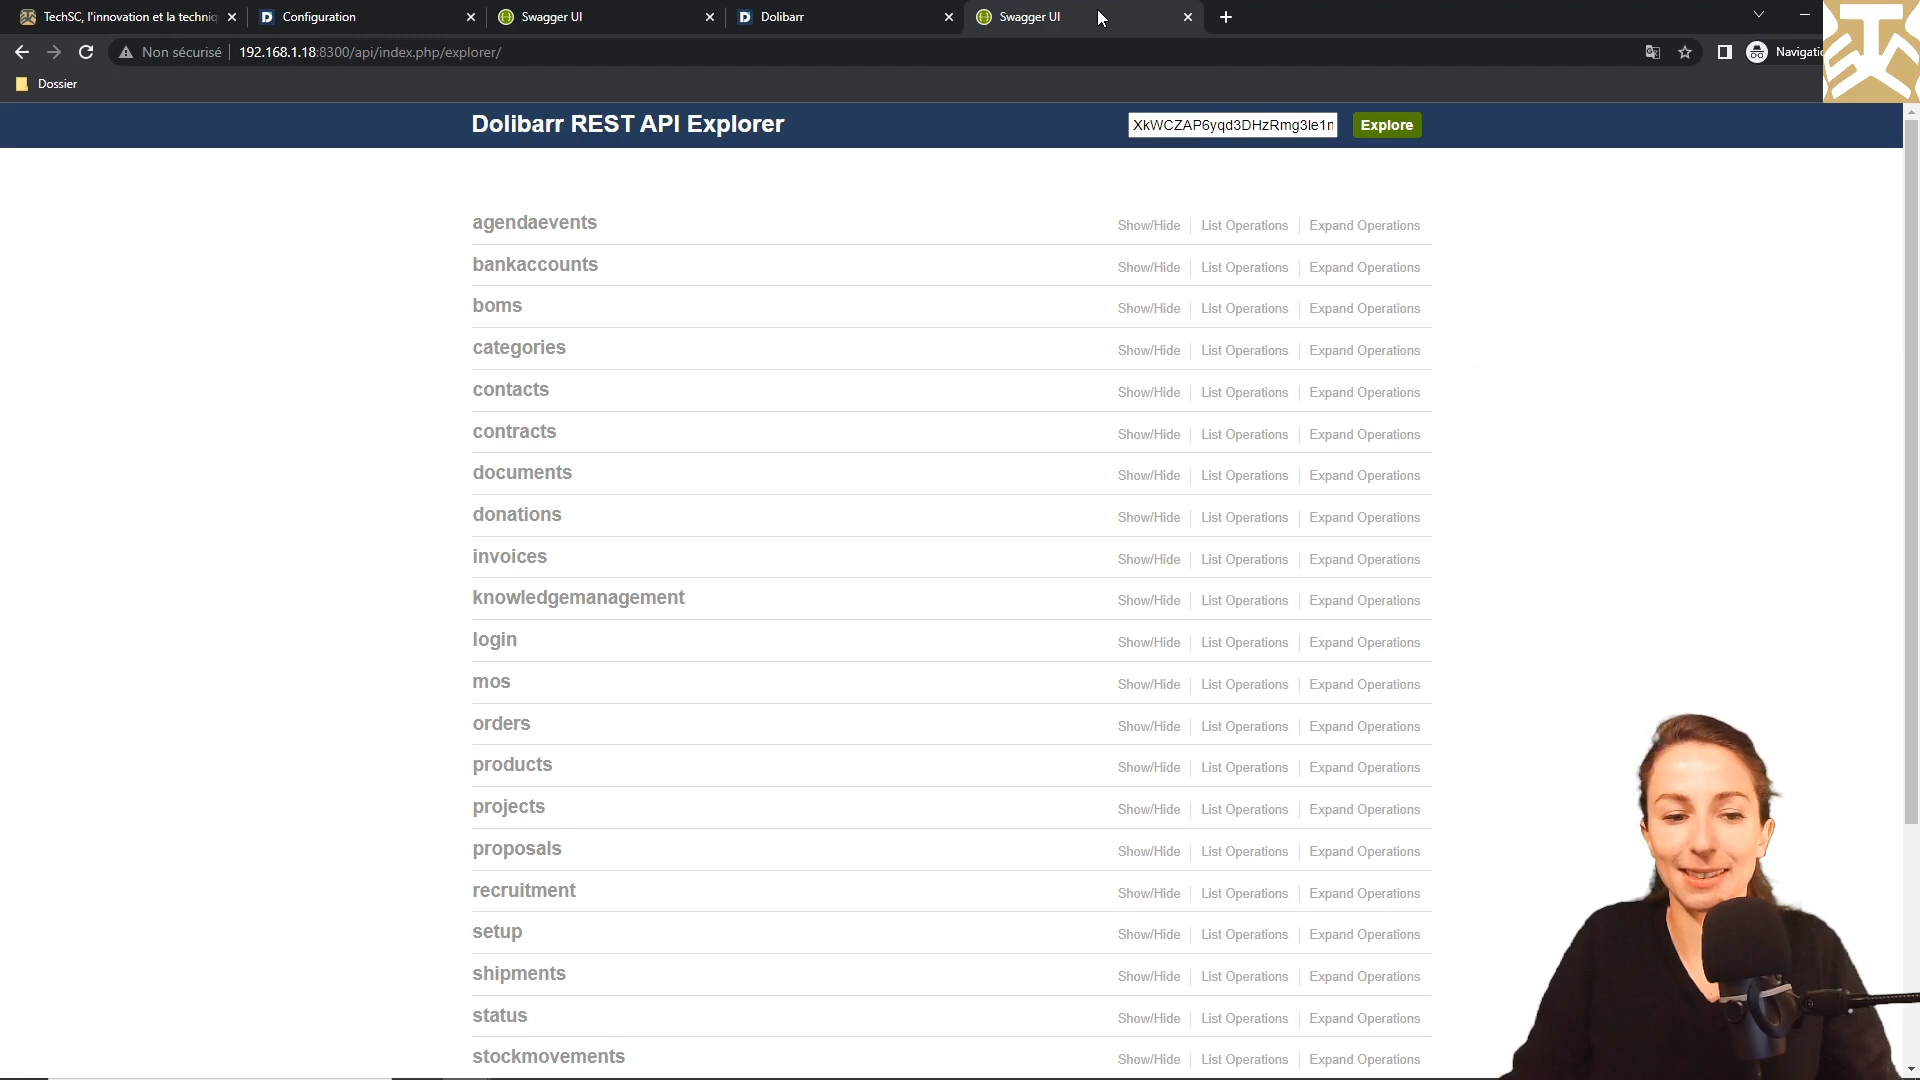 TechSC, l'innovation et la techniq
Configuration
Swagger UI
Dolibarr
Swagger UI
Non sécurisé
192.168.1.18:8300/api/index.php/explorer/
Navigatio
Dossier
Dolibarr REST API Explorer
Explore
agendaevents Show/Hide List Operations Expand Operations
bankaccounts Show/Hide List Operations Expand Operations
boms Show/Hide List Operations Expand Operations
categories Show/Hide List Operations Expand Operations
contacts Show/Hide List Operations Expand Operations
contracts Show/Hide List Operations Expand Operations
documents Show/Hide List Operations Expand Operations
donations Show/Hide List Operations Expand Operations
invoices Show/Hide List Operations Expand Operations
knowledgemanagement Show/Hide List Operations Expand Operations
login Show/Hide List Operations Expand Operations
mos Show/Hide List Operations Expand Operations
orders Show/Hide List Operations Expand Operations
products Show/Hide List Operations Expand Operations
projects Show/Hide List Operations Expand Operations
proposals Show/Hide List Operations Expand Operations
recruitment Show/Hide List Operations Expand Operations
setup Show/Hide List Operations Expand Operations
shipments Show/Hide List Operations Expand Operations
status Show/Hide List Operations Expand Operations
stockmovements Show/Hide List Operations Expand Operations